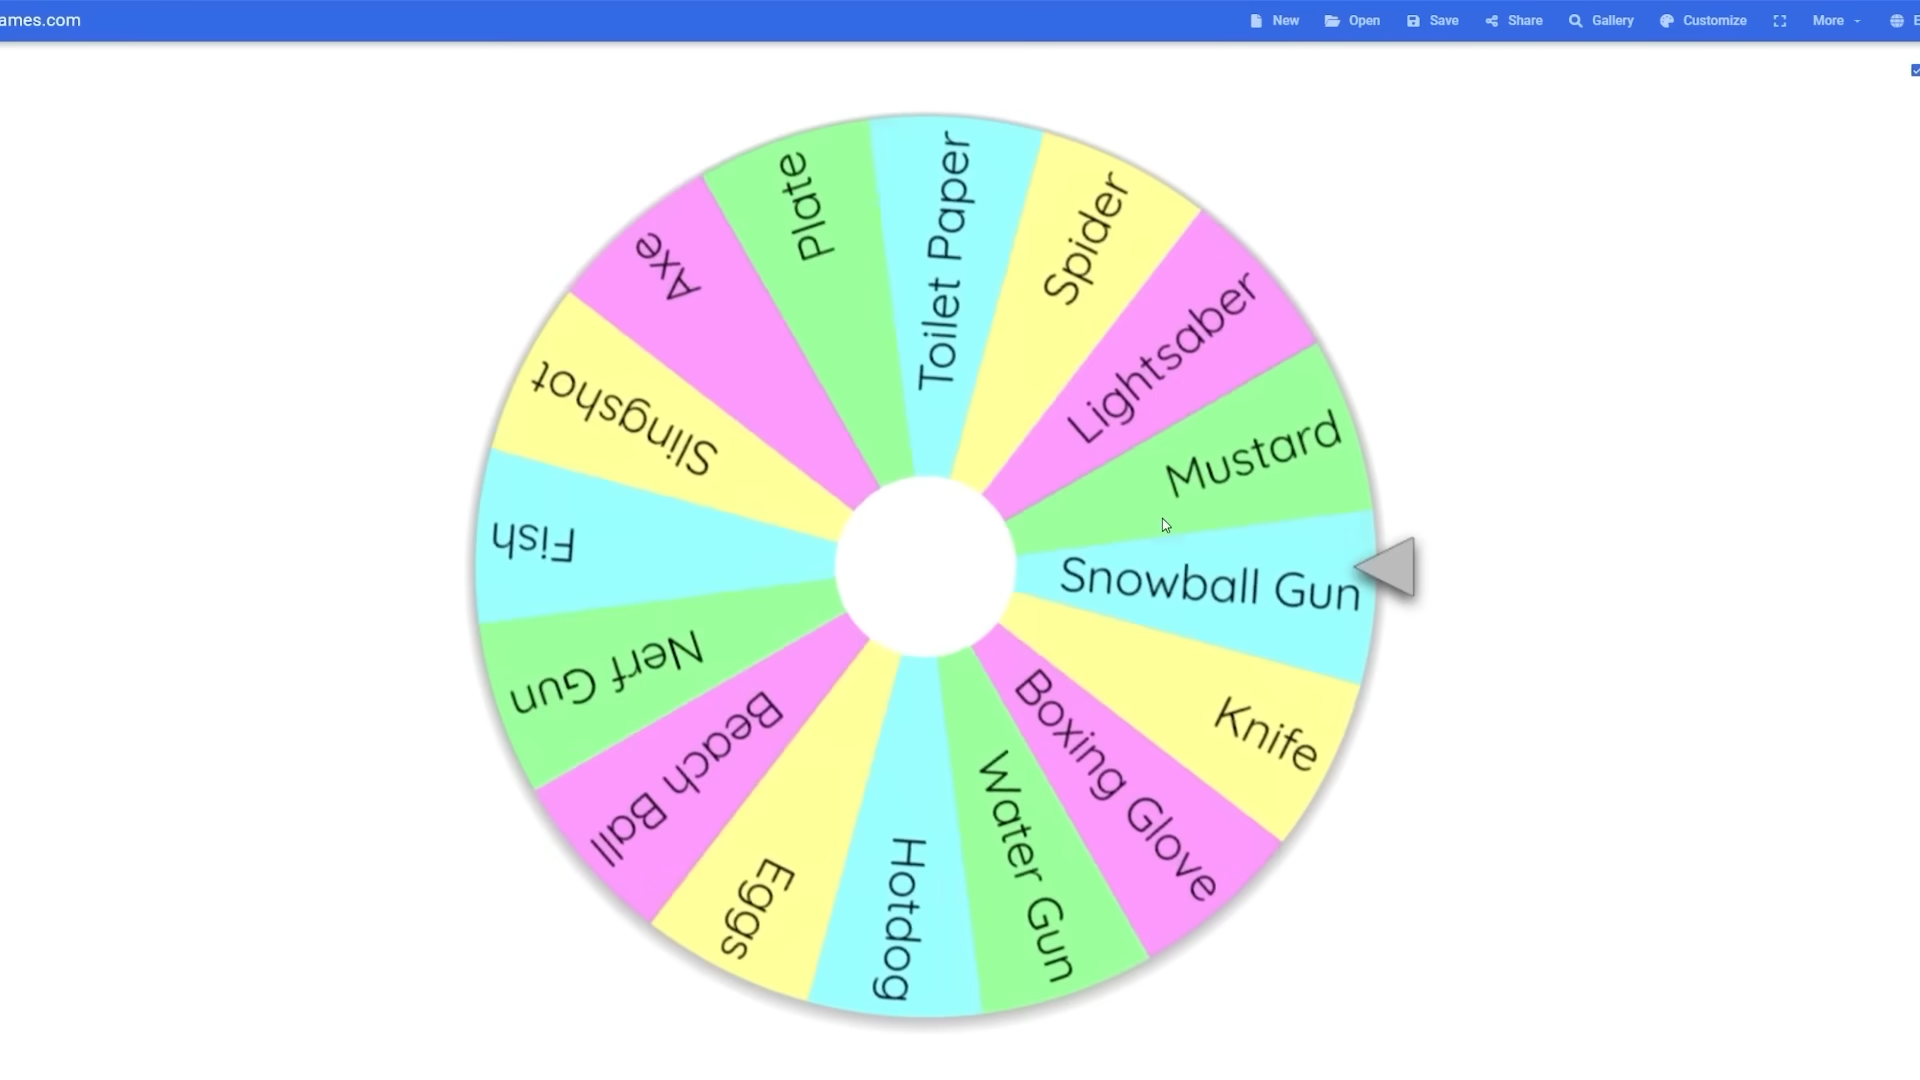 ames.com New Open Save Share Gallery Customize More
Toilet Paper
Spider
Lightsaber
Mustard
Snowball Gun
Knife
Boxing Glove
Water Gun
Hotdog
Eggs
Beach Ball
Nerf Gun
Fish
Slingshot
Axe
Plate